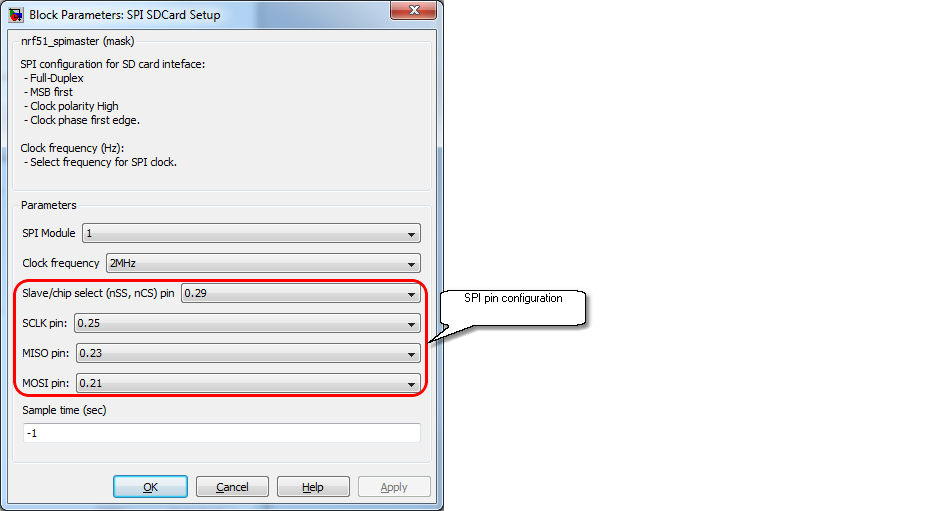 Block Parameters: SPI SDCard Setup
nrf51_spimaster (mask)
SPI configuration for SD card inteface:
- Full-Duplex
- MSB first
- Clock polarity High
- Clock phase first edge.
Clock frequency (Hz):
- Select frequency for SPI clock.
Parameters
SPI Module 1
Clock frequency 2MHz
Slave/chip select (nSS, nCS) pin 0.29
SPI pin configuration
SCLK pin: 0.25
MISO pin: 0.23
MOSI pin: 0.21
Sample time (sec)
-1
OK Cancel Help Apply